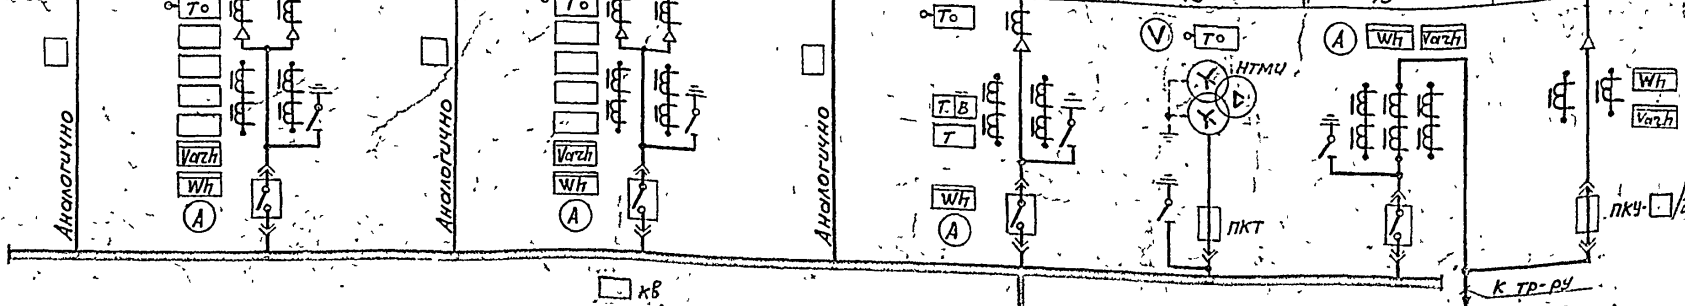 Аналогично
То
Varh
Wh
A
Аналогично
То
Varh
Wh
A
Аналогично
То
Т В
Т
Wh
A
V
То
НТМИ
ПКТ
A
Wh
Varh
Wh
Varh
ПКУ-
кВ
к тр-ру